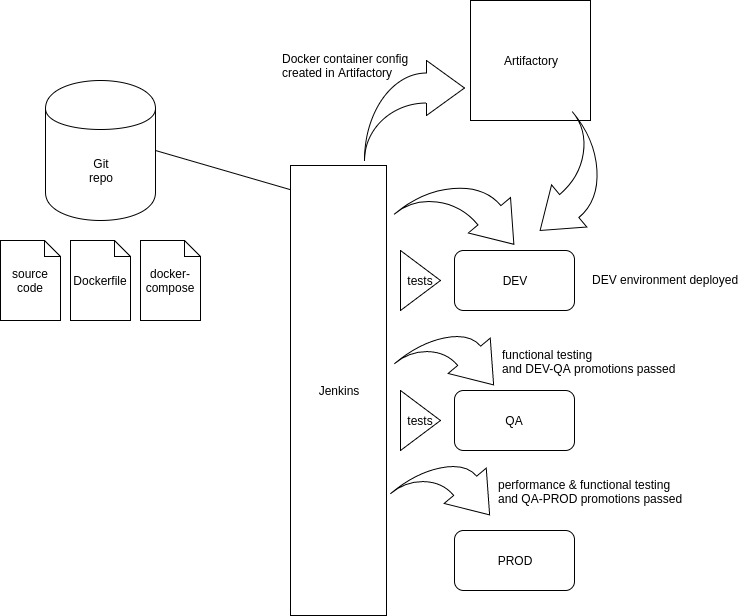 Docker container config
created in Artifactory
Artifactory
Git
repo
source
code
Dockerfile
docker-
compose
Jenkins
tests
DEV
DEV environment deployed
functional testing
and DEV-QA promotions passed
tests
QA
performance & functional testing
and QA-PROD promotions passed
PROD